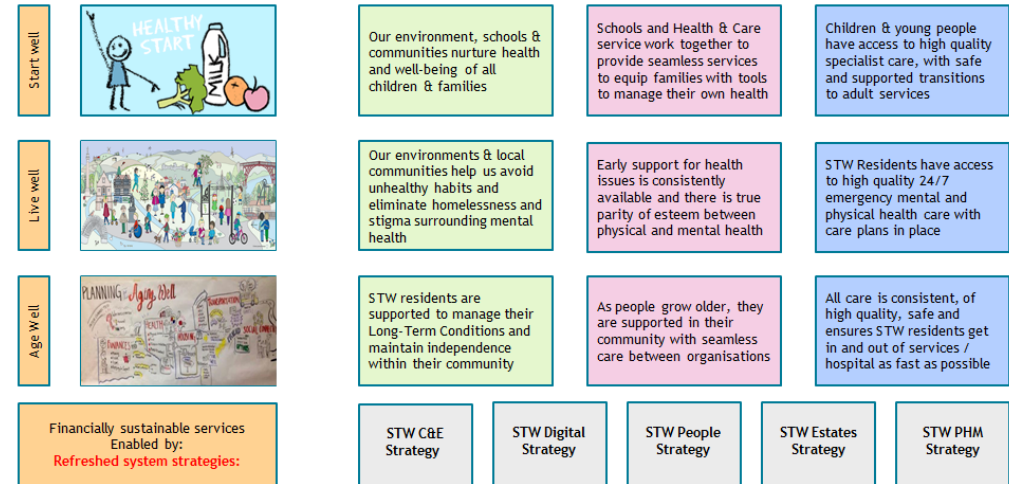 Start well
HEALTHY
START
MILK
Our environment, schools &
communities nurture health
and well-being of all
children & families
Schools and Health & Care
service work together to
provide seamless services
to equip families with tools
to manage their own health
Children & young people
have access to high quality
specialist care, with safe
and supported transitions
to adult services
Live well
Our environments & local
communities help us avoid
unhealthy habits and
eliminate homelessness and
stigma surrounding mental
health
Early support for health
issues is consistently
available and there is true
parity of esteem between
physical and mental health
STW Residents have access
to high quality 24/7
emergency mental and
physical health care with
care plans in place
Age Well
PLANNING for Aging Well
TRANSPORTATION
HEALTH
HOUSING
FINANCES
SOCIAL
STW residents are
supported to manage their
Long-Term Conditions and
maintain independence
within their community
As people grow older, they
are supported in their
community with seamless
care between organisations
All care is consistent, of
high quality, safe and
ensures STW residents get
in and out of services /
hospital as fast as possible
Financially sustainable services
Enabled by:
Refreshed system strategies:
STW C&E
Strategy
STW Digital
Strategy
STW People
Strategy
STW Estates
Strategy
STW PHM
Strategy